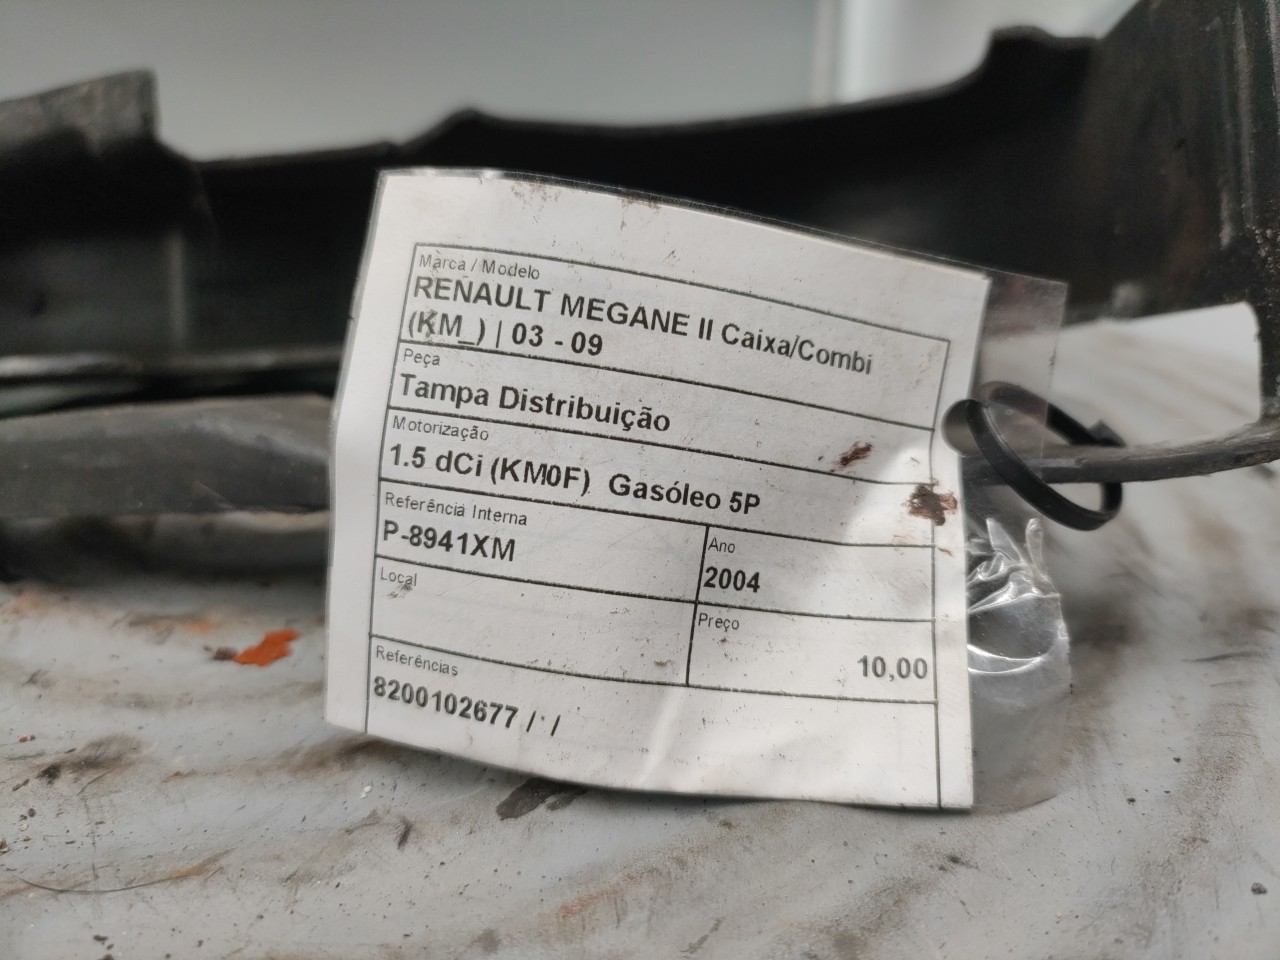 Marca / Modelo
RENAULT MEGANE II Caixa/Combi
(KM_) | 03 - 09
Peça
Tampa Distribuição
Motorização
1.5 dCi (KM0F) Gasóleo 5P
Referência Interna
P-8941XM
Ano
2004
Local
Preço
10,00
Referências
8200102677 / /